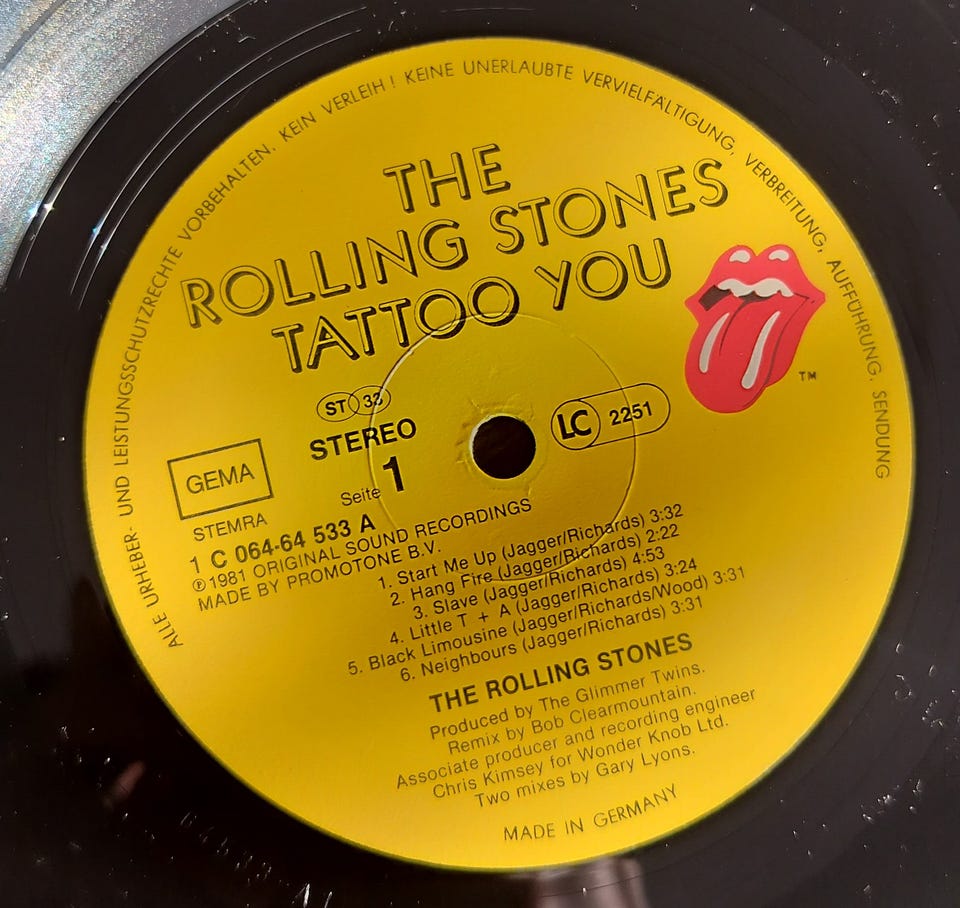 ALLE URHEBER- UND LEISTUNGSSCHUTZRECHTE VORBEHALTEN. KEIN VERLEIH! KEINE UNERLAUBTE VERVIELFÄLTIGUNG, VERBREITUNG, AUFFÜHRUNG, SENDUNG
THE
ROLLING STONES
TATTOO YOU
TM
ST 33
STEREO
LC 2251
GEMA
Seite 1
STEMRA
1 C 064-64 533 A
℗1981 ORIGINAL SOUND RECORDINGS
MADE BY PROMOTONE B.V.
1. Start Me Up (Jagger/Richards) 3:32
2. Hang Fire (Jagger/Richards) 2:22
3. Slave (Jagger/Richards) 4:53
4. Little T + A (Jagger/Richards) 3:24
5. Black Limousine (Jagger/Richards/Wood) 3:31
6. Neighbours (Jagger/Richards) 3:31
THE ROLLING STONES
Produced by The Glimmer Twins.
Remix by Bob Clearmountain.
Associate producer and recording engineer
Chris Kimsey for Wonder Knob Ltd.
Two mixes by Gary Lyons.
MADE IN GERMANY